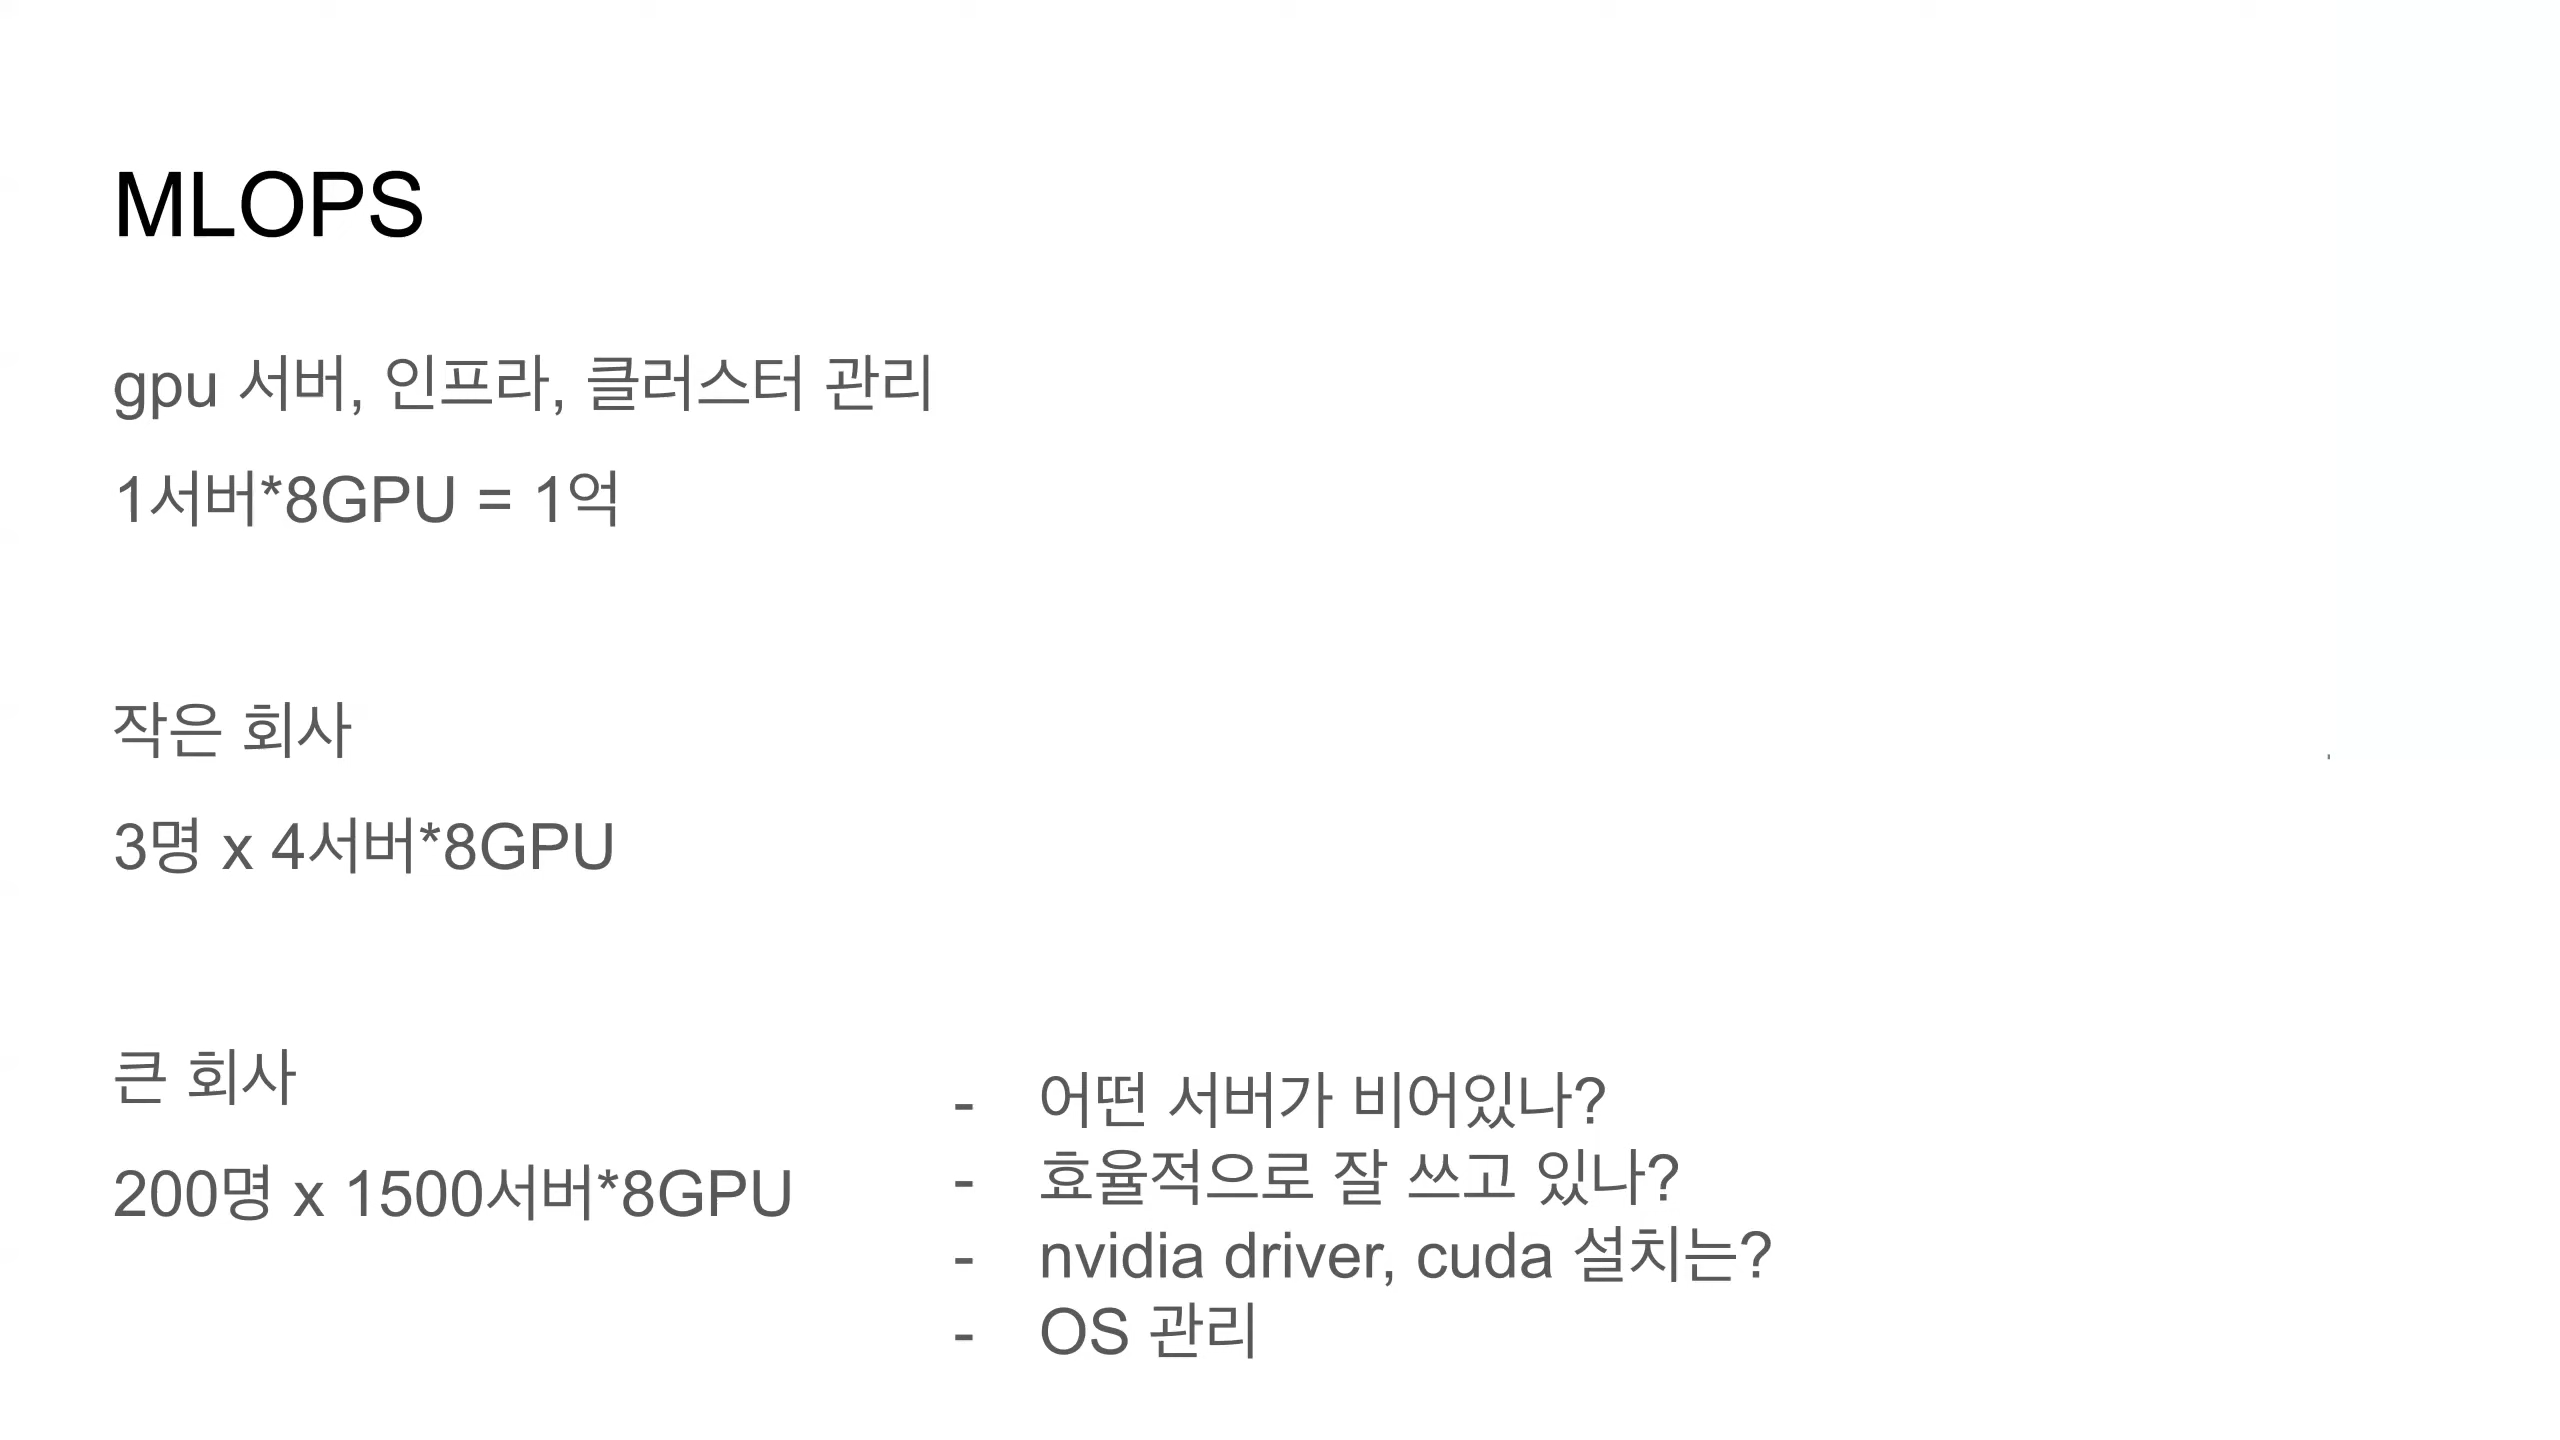 MLOPS
gpu 서버, 인프라, 클러스터 관리
1서버*8GPU = 1억
작은 회사
3명 x 4서버*8GPU
큰 회사
200명 x 1500서버*8GPU
- 어떤 서버가 비어있나?
- 효율적으로 잘 쓰고 있나?
- nvidia driver, cuda 설치는?
- OS 관리